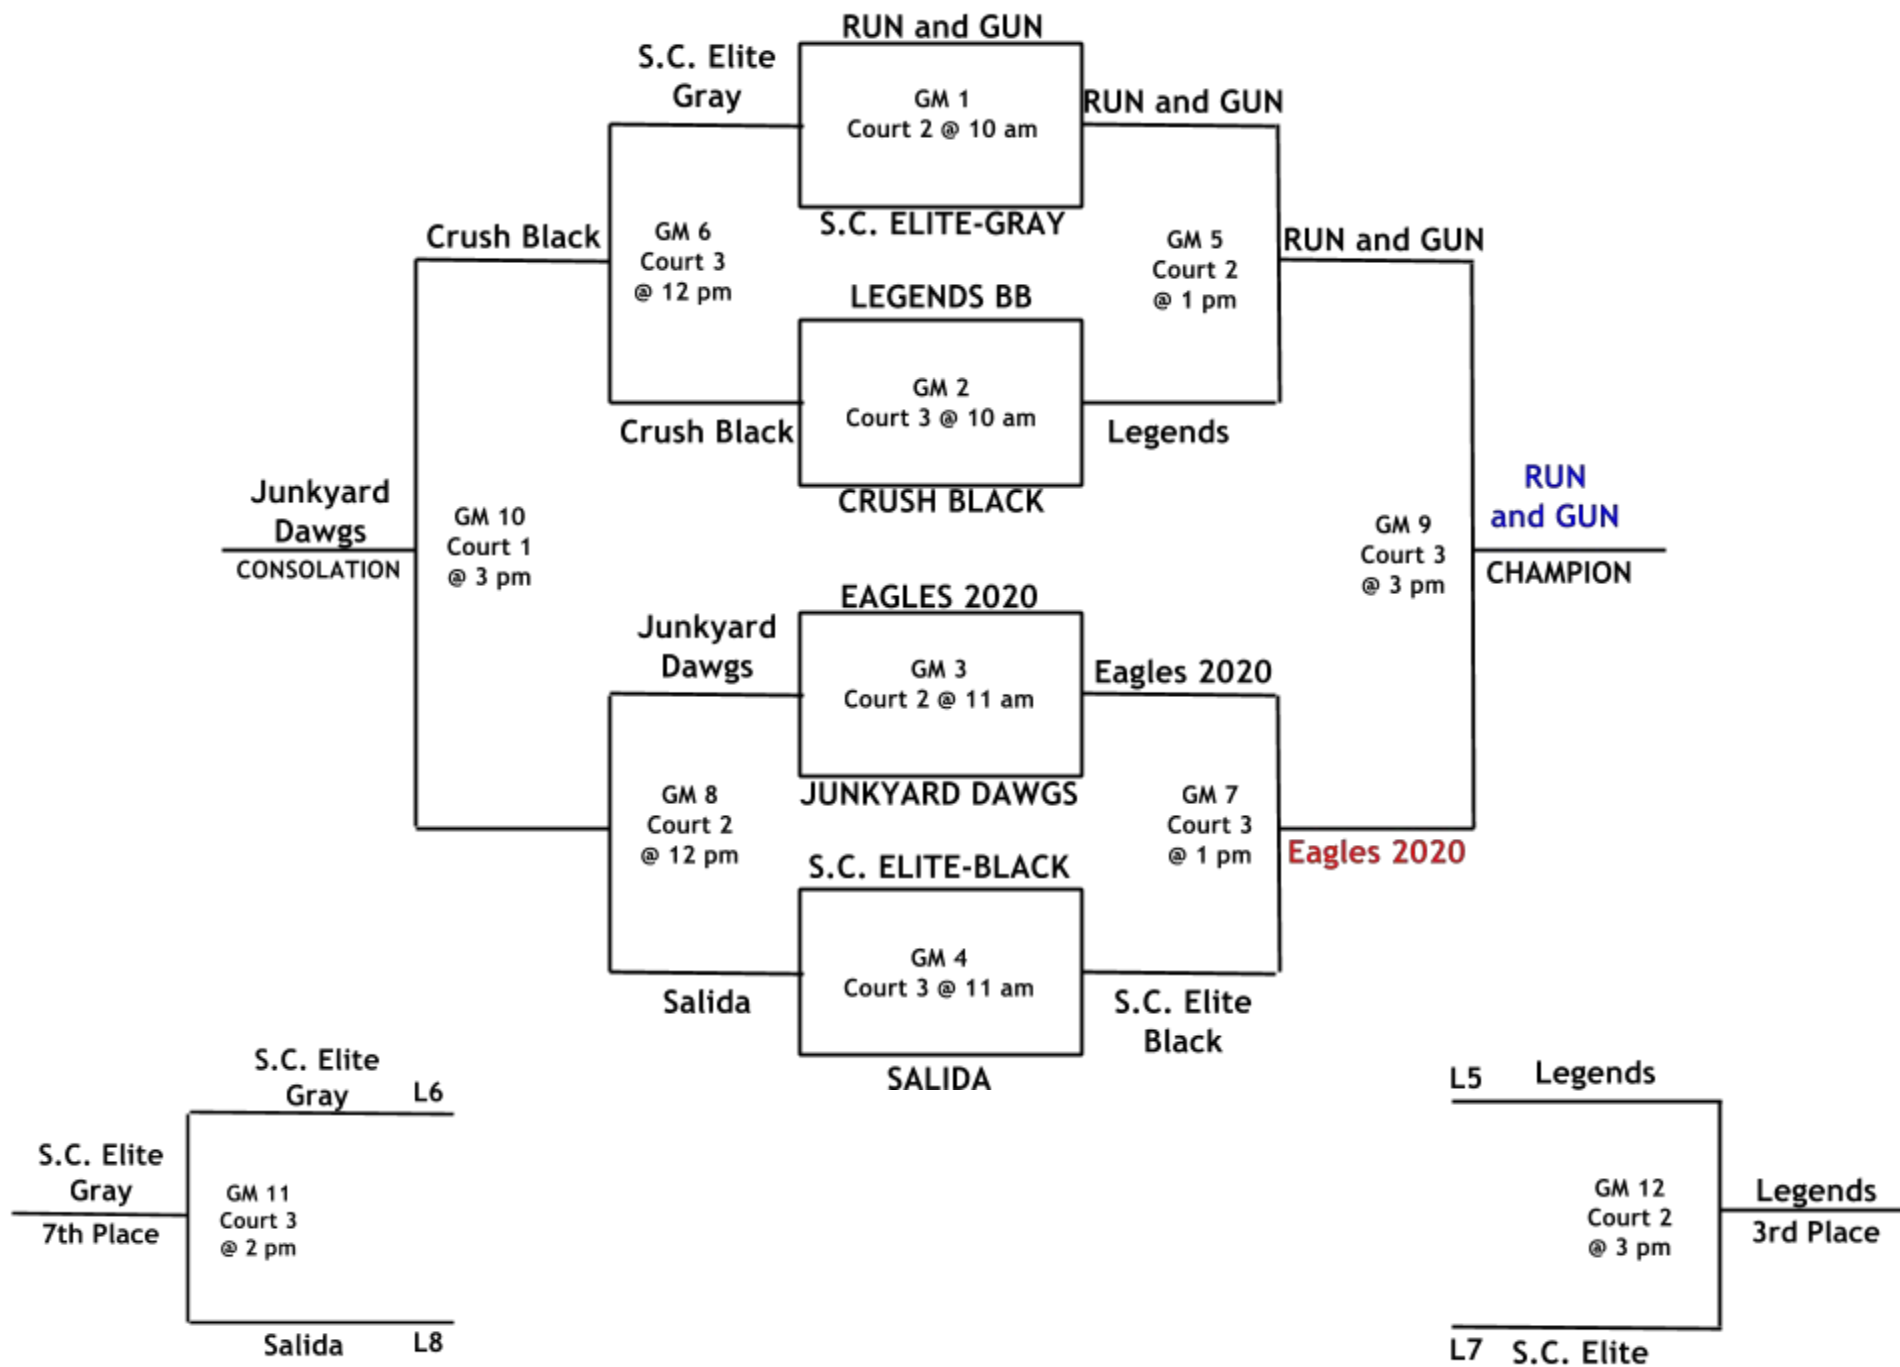 RUN and GUN
S.C. Elite
Gray
GM 1
Court 2 @ 10 am
RUN and GUN
S.C. ELITE-GRAY
Crush Black
GM 6
Court 3
@ 12 pm
GM 5
Court 2
@ 1 pm
RUN and GUN
LEGENDS BB
GM 2
Court 3 @ 10 am
Crush Black
Legends
CRUSH BLACK
Junkyard
Dawgs
CONSOLATION
GM 10
Court 1
@ 3 pm
GM 9
Court 3
@ 3 pm
RUN
and GUN
CHAMPION
EAGLES 2020
Junkyard
Dawgs
GM 3
Court 2 @ 11 am
Eagles 2020
JUNKYARD DAWGS
GM 8
Court 2
@ 12 pm
GM 7
Court 3
@ 1 pm
Eagles 2020
S.C. ELITE-BLACK
GM 4
Court 3 @ 11 am
Salida
S.C. Elite
Black
SALIDA
S.C. Elite
Gray
L6
S.C. Elite
Gray
7th Place
GM 11
Court 3
@ 2 pm
Salida
L8
L5
Legends
GM 12
Court 2
@ 3 pm
Legends
3rd Place
L7
S.C. Elite